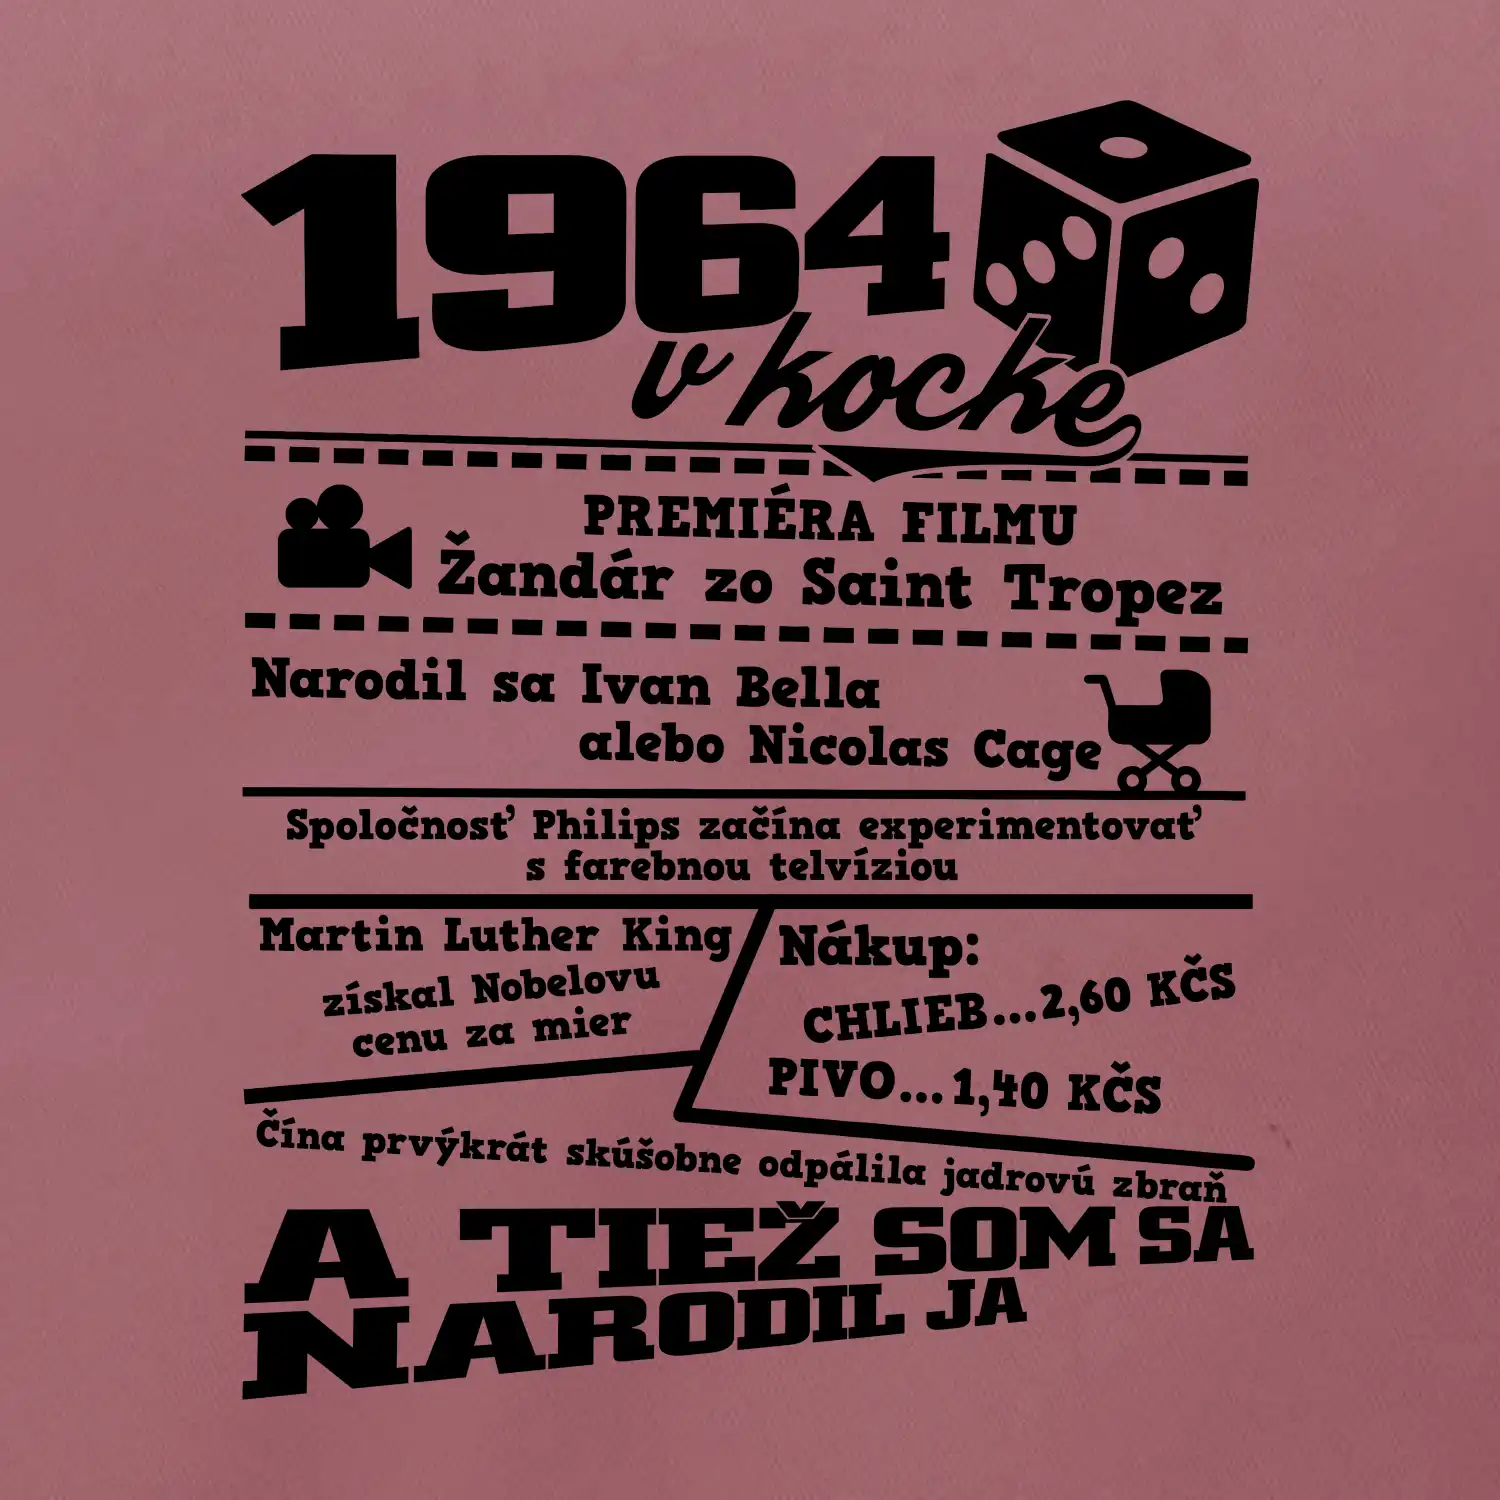 1964
v kocke
PREMIÉRA FILMU
Žandár zo Saint Tropez
Narodil sa Ivan Bella
alebo Nicolas Cage
Spoločnosť Philips začína experimentovať
s farebnou telvíziou
Martin Luther King
získal Nobelovu
cenu za mier
Nákup:
CHLIEB...2,60 KČS
PIVO...1,40 KČS
Čína prvýkrát skúšobne odpálila jadrovú zbraň
A TIEŽ SOM SA
NARODIL JA